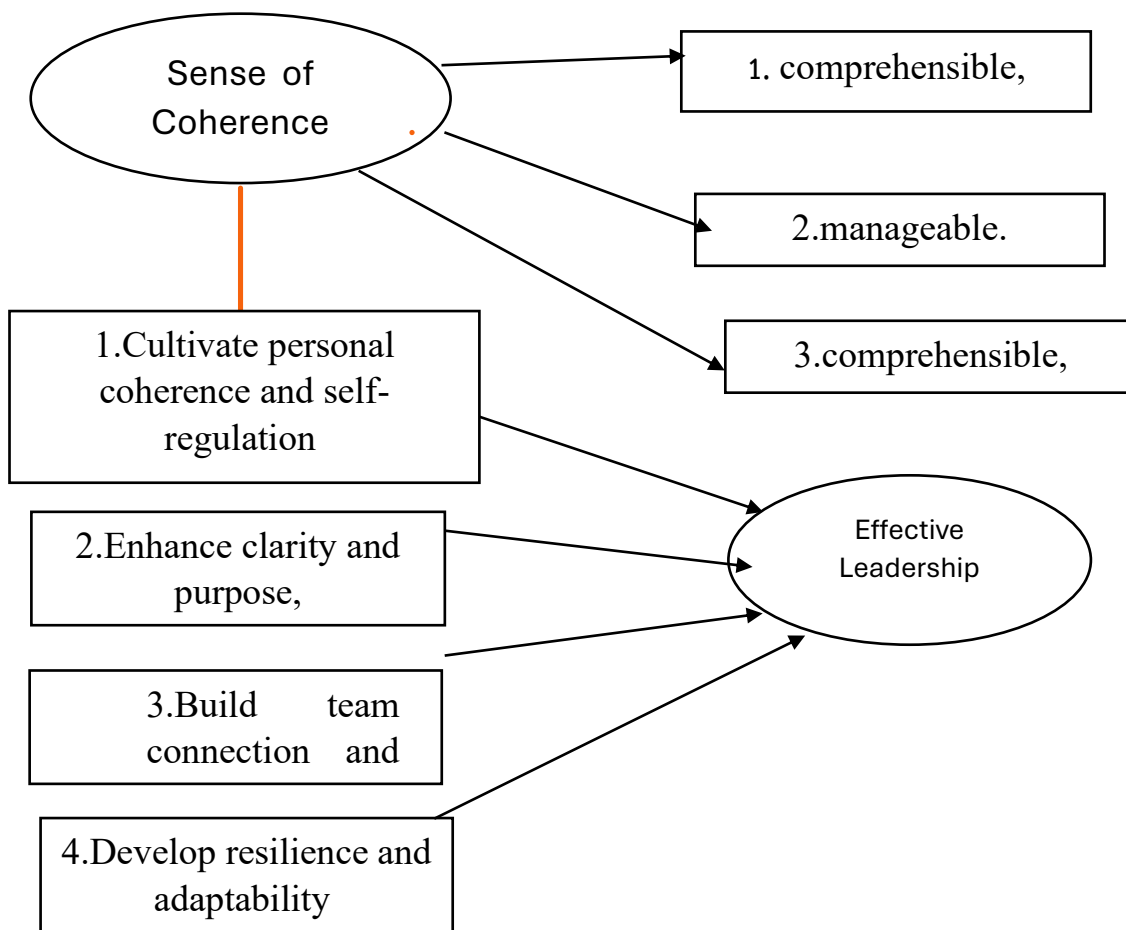 Sense of
Coherence
1. comprehensible,
2.manageable.
3.comprehensible,
1.Cultivate personal
coherence and self-
regulation
2.Enhance clarity and
purpose,
3.Build team
connection and
4.Develop resilience and
adaptability
Effective
Leadership